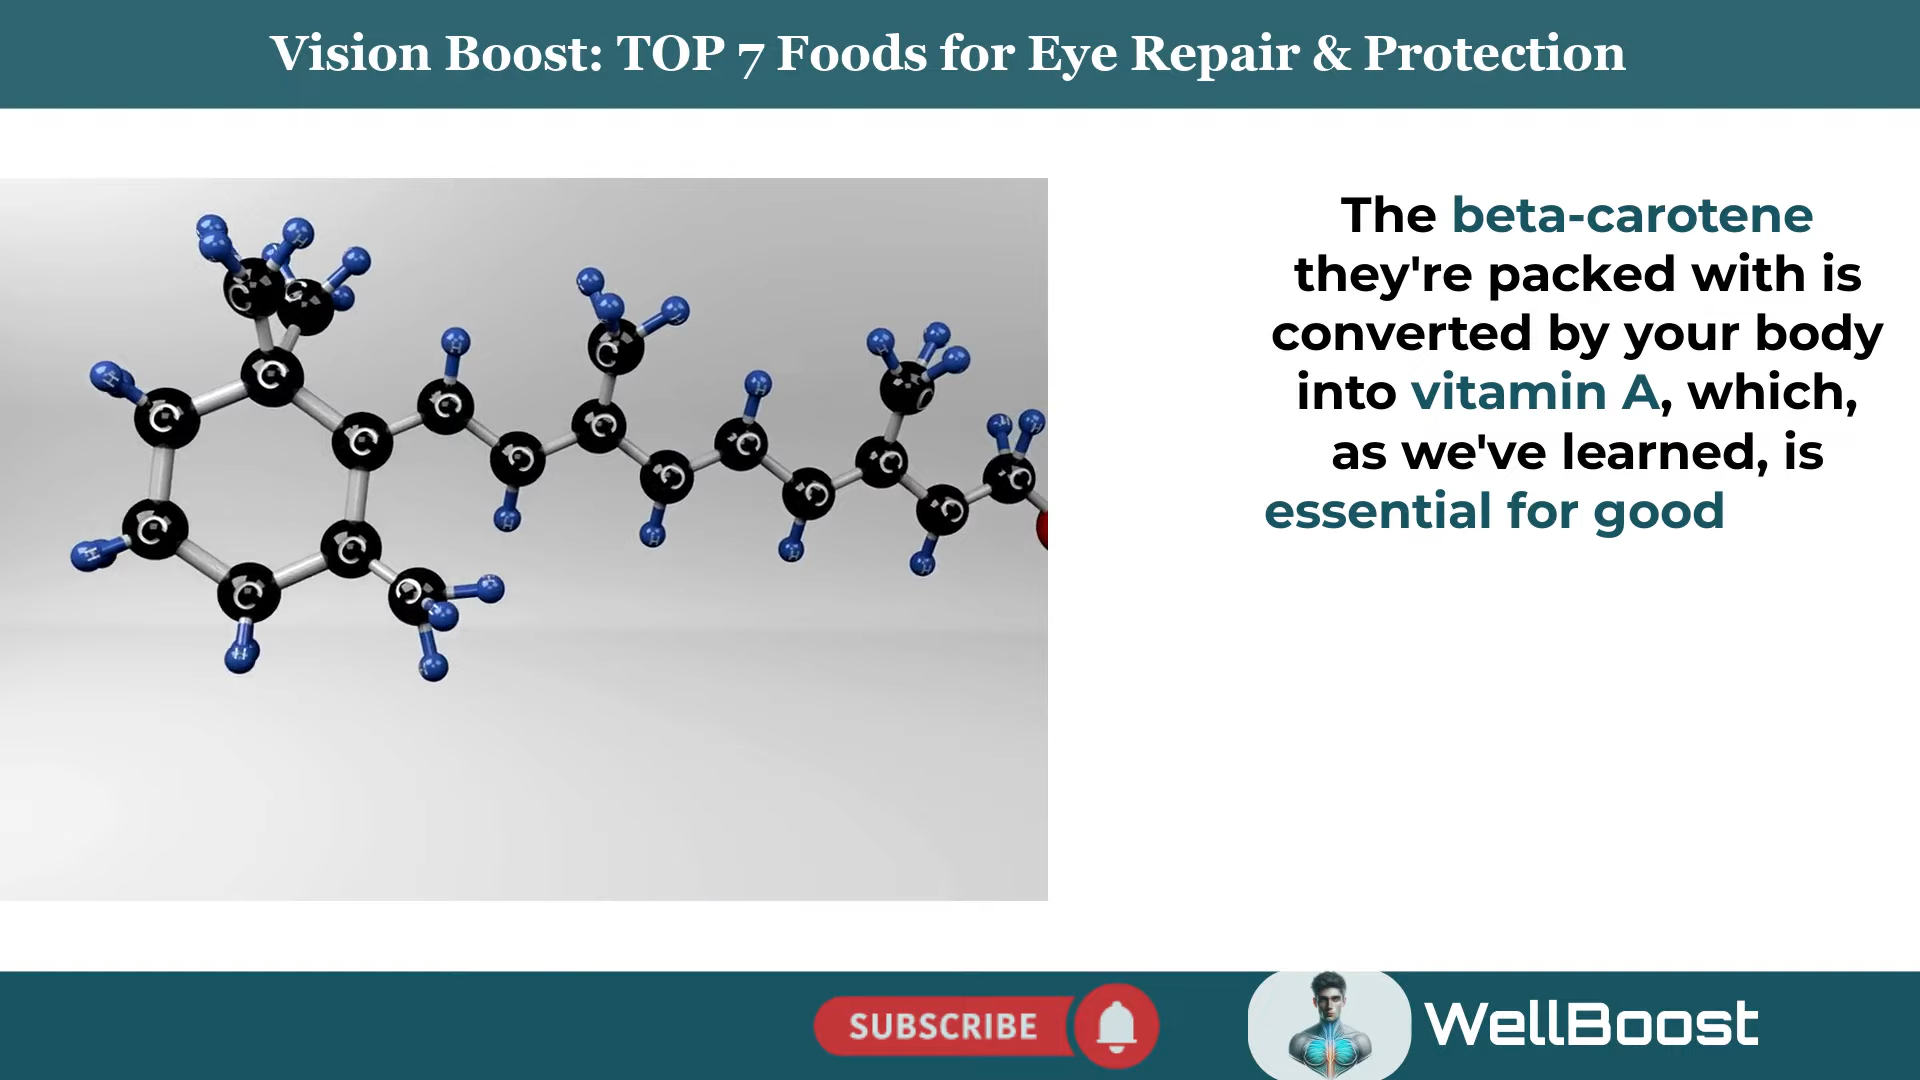 Vision Boost: TOP 7 Foods for Eye Repair & Protection
The beta-carotene
they're packed with is
converted by your body
into vitamin A, which,
as we've learned, is
essential for good
SUBSCRIBE
WellBoost